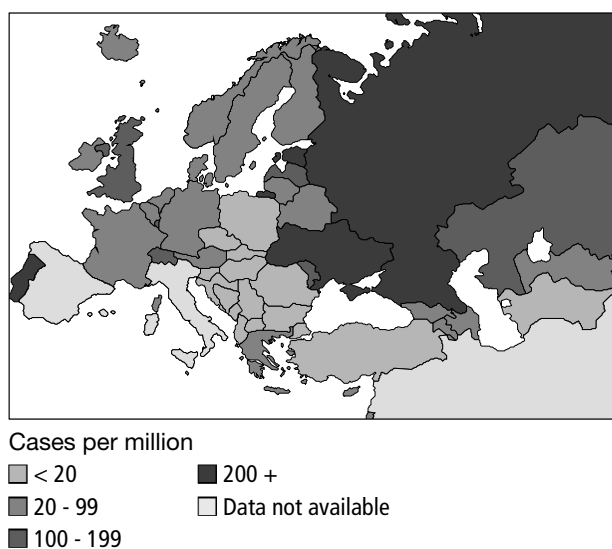 Cases per million
< 20
20 - 99
100 - 199
200 +
Data not available